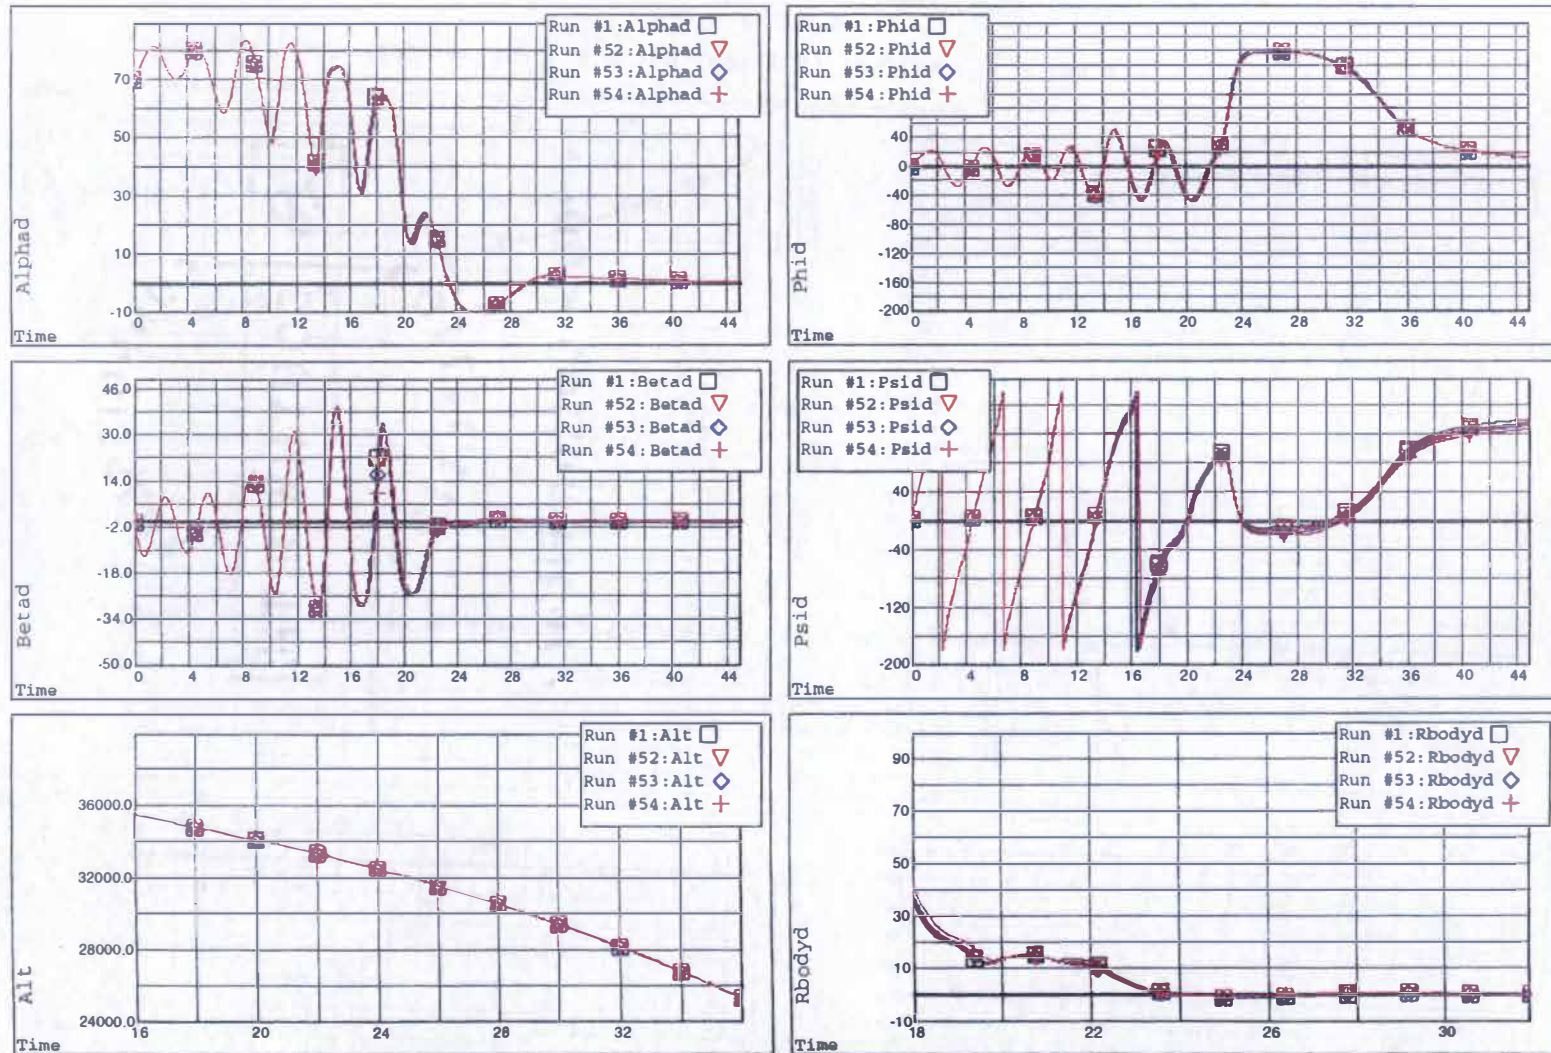 Run #1:Alphad
Run #52:Alphad
Run #53:Alphad
Run #54:Alphad
70
50
30
10
-10
Alphad
0 4 8 12 16 20 24 28 32 36 40 44
Time
Run #1:Phid
Run #52:Phid
Run #53:Phid
Run #54:Phid
40
0
-40
-80
-120
-160
-200
Phid
0 4 8 12 16 20 24 28 32 36 40 44
Time
Run #1:Betad
Run #52:Betad
Run #53:Betad
Run #54:Betad
46.0
30.0
14.0
-2.0
-18.0
-34.0
-50.0
Betad
0 4 8 12 16 20 24 28 32 36 40 44
Time
Run #1:Psid
Run #52:Psid
Run #53:Psid
Run #54:Psid
40
-40
-120
-200
Psid
0 4 8 12 16 20 24 28 32 36 40 44
Time
Run #1:Alt
Run #52:Alt
Run #53:Alt
Run #54:Alt
36000.0
32000.0
28000.0
24000.0
Alt
16 20 24 28 32
Time
Run #1:Rbodyd
Run #52:Rbodyd
Run #53:Rbodyd
Run #54:Rbodyd
90
70
50
30
10
-10
Rbodyd
18 22 26 30
Time